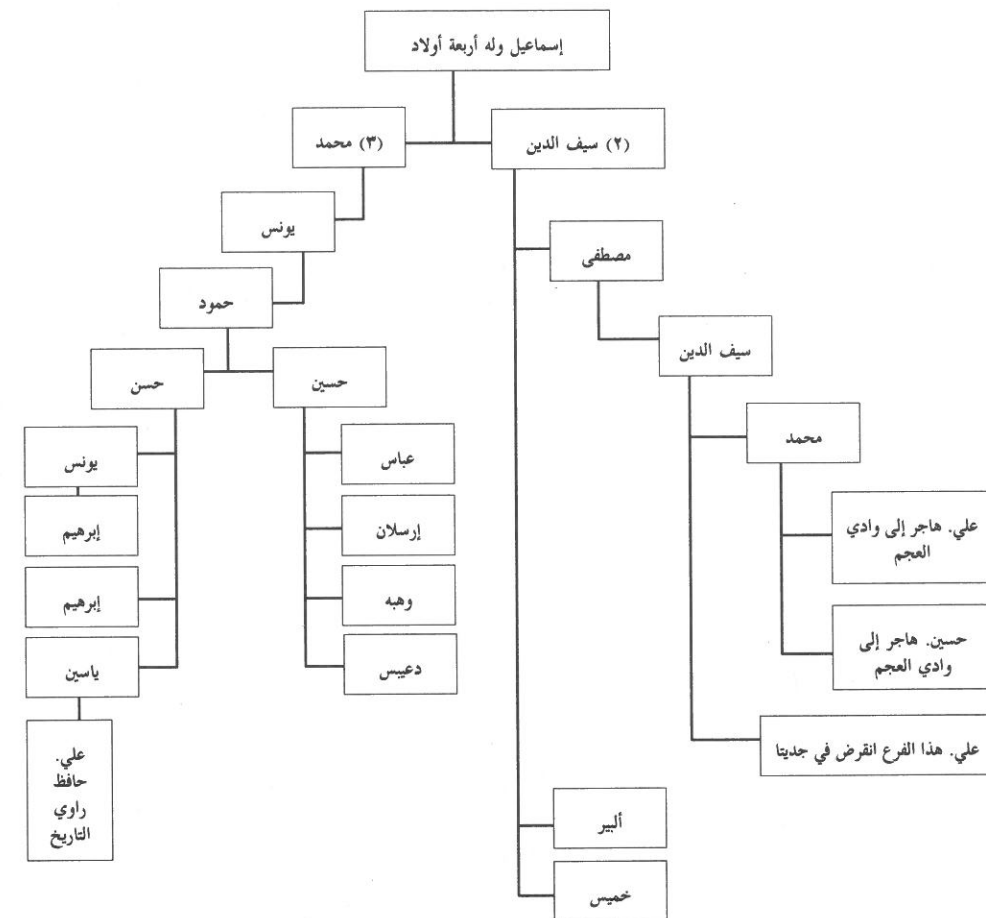 إسماعيل وله أربعة أولاد
(٢) سيف الدين
(٣) محمد
يونس
مصطفى
حمود
سيف الدين
حسين
حسن
محمد
عباس
يونس
إرسلان
إبرهيم
علي. هاجر إلى وادي
العجم
وهبه
إبرهيم
حسين. هاجر إلى
وادي العجم
دعيبس
ياسين
علي. هذا الفرع انقرض في جديتا
علي.
حافظ
راوي
التاريخ
ألبير
خميس